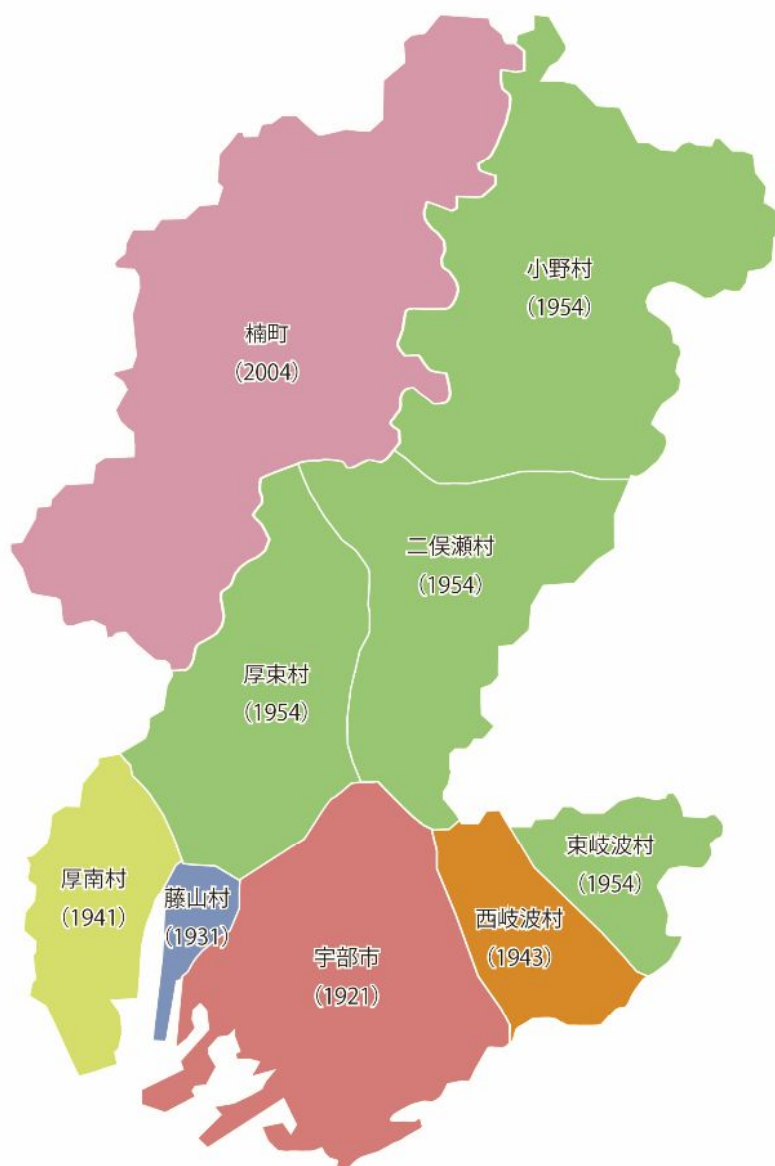 小野村
（1954）
楠町
（2004）
二俣瀬村
（1954）
厚東村
（1954）
東岐波村
（1954）
厚南村
（1941）
藤山村
（1931）
西岐波村
（1943）
宇部市
（1921）